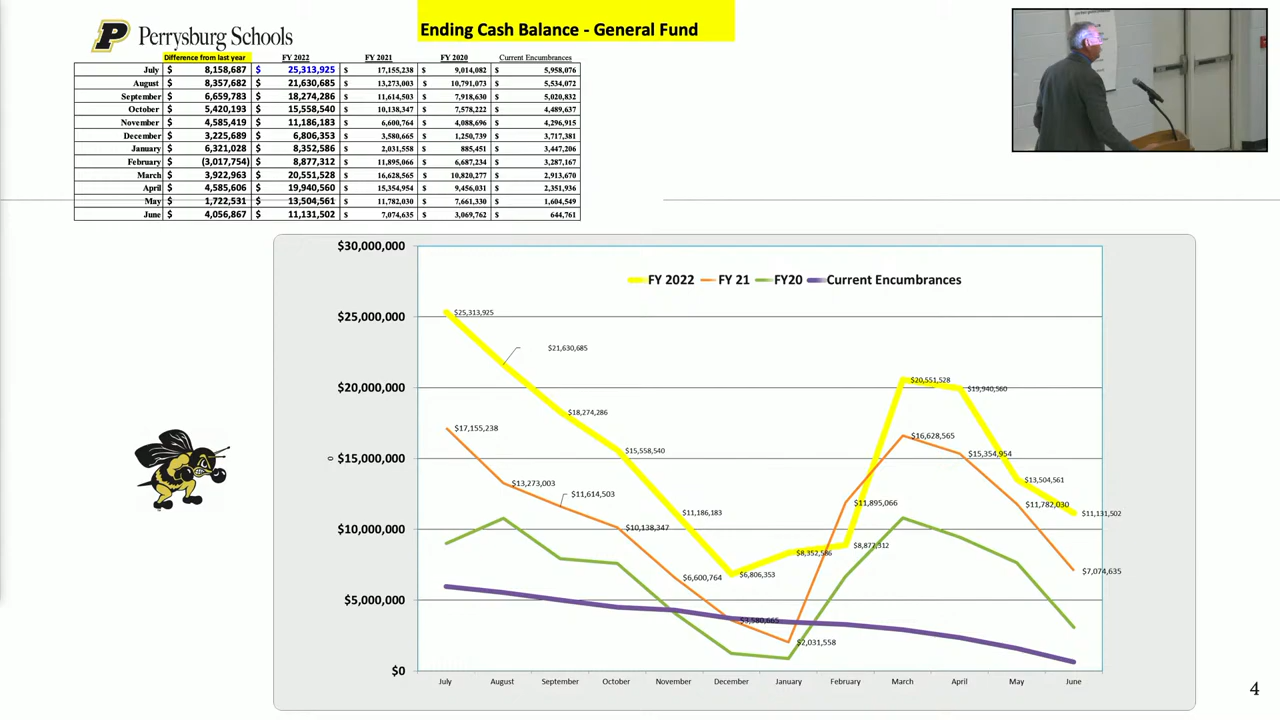 P Perrysburg Schools
Ending Cash Balance - General Fund
Difference from last year FY 2022 FY 2021 FY 2020 Current Encumbrances
July $ 8,158,687 $ 25,313,925 $ 17,155,238 $ 9,014,082 $ 5,958,076
August $ 8,357,682 $ 21,630,685 $ 13,273,003 $ 10,791,073 $ 5,534,072
September $ 6,659,783 $ 18,274,286 $ 11,614,503 $ 7,918,630 $ 5,020,832
October $ 5,420,193 $ 15,558,540 $ 10,138,347 $ 7,578,222 $ 4,489,637
November $ 4,585,419 $ 11,186,183 $ 6,600,764 $ 4,088,696 $ 4,296,915
December $ 3,225,689 $ 6,806,353 $ 3,580,665 $ 1,250,739 $ 3,717,381
January $ 6,321,028 $ 8,352,586 $ 2,031,558 $ 885,451 $ 3,447,206
February $ (3,017,754) $ 8,877,312 $ 11,895,066 $ 6,687,234 $ 3,287,167
March $ 3,922,963 $ 20,551,528 $ 16,628,565 $ 10,820,277 $ 2,913,670
April $ 4,585,606 $ 19,940,560 $ 15,354,954 $ 9,456,031 $ 2,351,936
May $ 1,722,531 $ 13,504,561 $ 11,782,030 $ 7,661,330 $ 1,604,549
June $ 4,056,867 $ 11,131,502 $ 7,074,635 $ 3,069,762 $ 644,761
$30,000,000
FY 2022 FY 21 FY20 Current Encumbrances
$25,313,925
$25,000,000
$21,630,685
$20,551,528
$20,000,000
$19,940,560
$18,274,286
$17,155,238
$16,628,565
$15,558,540
$15,354,954
0
$15,000,000
$13,504,561
$13,273,003
$11,614,503
$11,895,066
$11,782,030
$11,186,183
$11,131,502
$10,138,347
$10,000,000
$8,877,312
$8,352,586
$7,074,635
$6,806,353
$6,600,764
$5,000,000
$3,580,665
$2,031,558
$0
July August September October November December January February March April May June
4